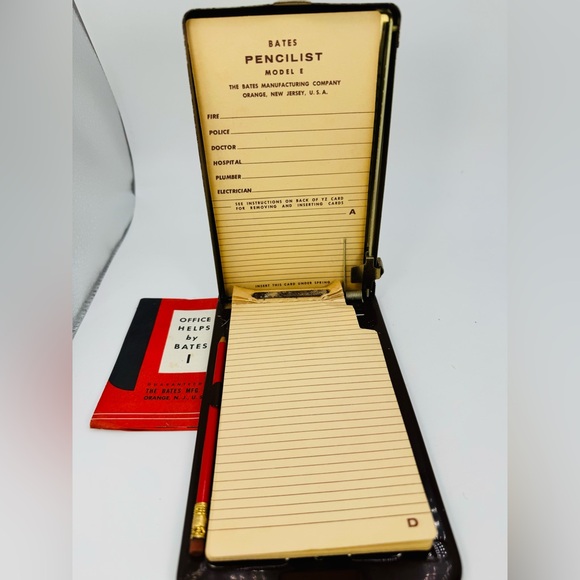 BATES
PENCILIST
MODEL E
THE BATES MANUFACTURING COMPANY
ORANGE, NEW JERSEY, U. S. A.
FIRE
POLICE
DOCTOR
HOSPITAL
PLUMBER
ELECTRICIAN
SEE INSTRUCTIONS ON BACK OF YZ CARD
FOR REMOVING AND INSERTING CARDS
A
INSERT THIS CARD UNDER SPRING
OFFICE
HELPS
by
BATES
THE BATES MFG
ORANGE, N. J.
D